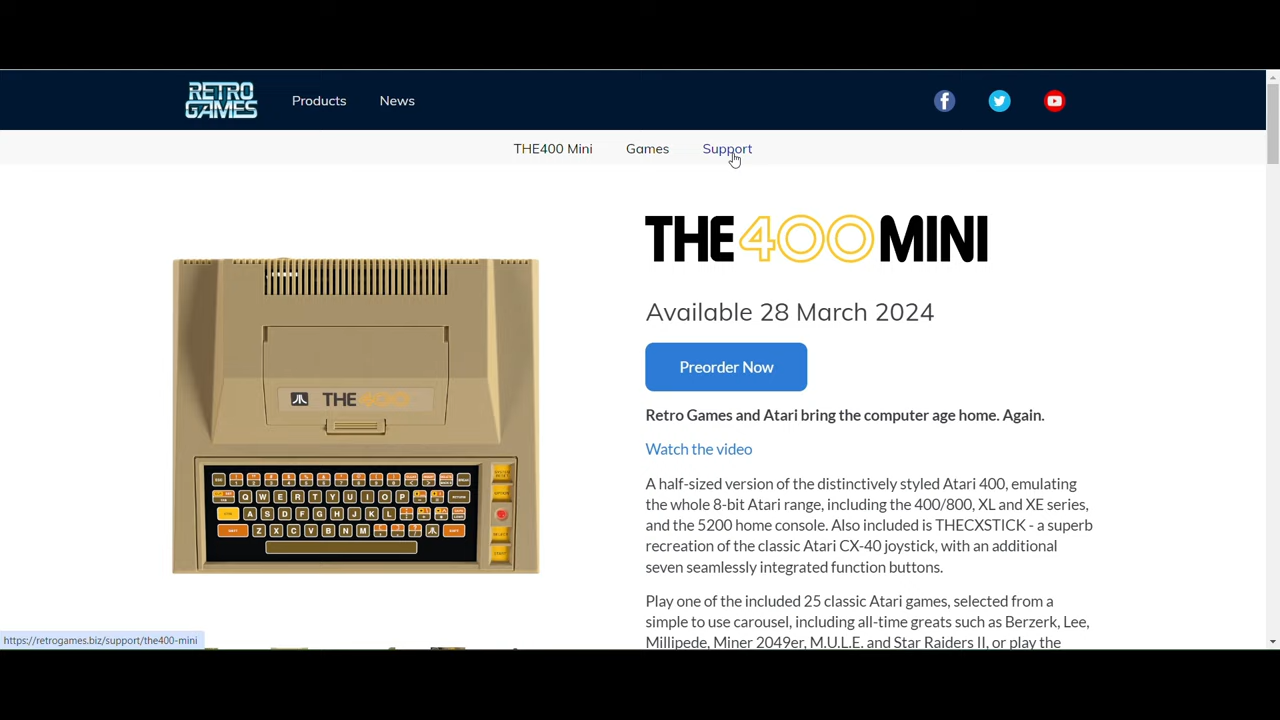 RETRO
GAMES
Products
News
THE400 Mini
Games
Support
THE400MINI
Available 28 March 2024
Preorder Now
Retro Games and Atari bring the computer age home. Again.
Watch the video
A half-sized version of the distinctively styled Atari 400, emulating
the whole 8-bit Atari range, including the 400/800, XL and XE series,
and the 5200 home console. Also included is THECXSTICK - a superb
recreation of the classic Atari CX-40 joystick, with an additional
seven seamlessly integrated function buttons.
Play one of the included 25 classic Atari games, selected from a
simple to use carousel, including all-time greats such as Berzerk, Lee,
Millipede, Miner 2049er, M.U.L.E. and Star Raiders II, or play the
THE400
Q W E R T Y U I O P
A S D F G H J K L
Z X C V B N M
https://retrogames.biz/support/the400-mini